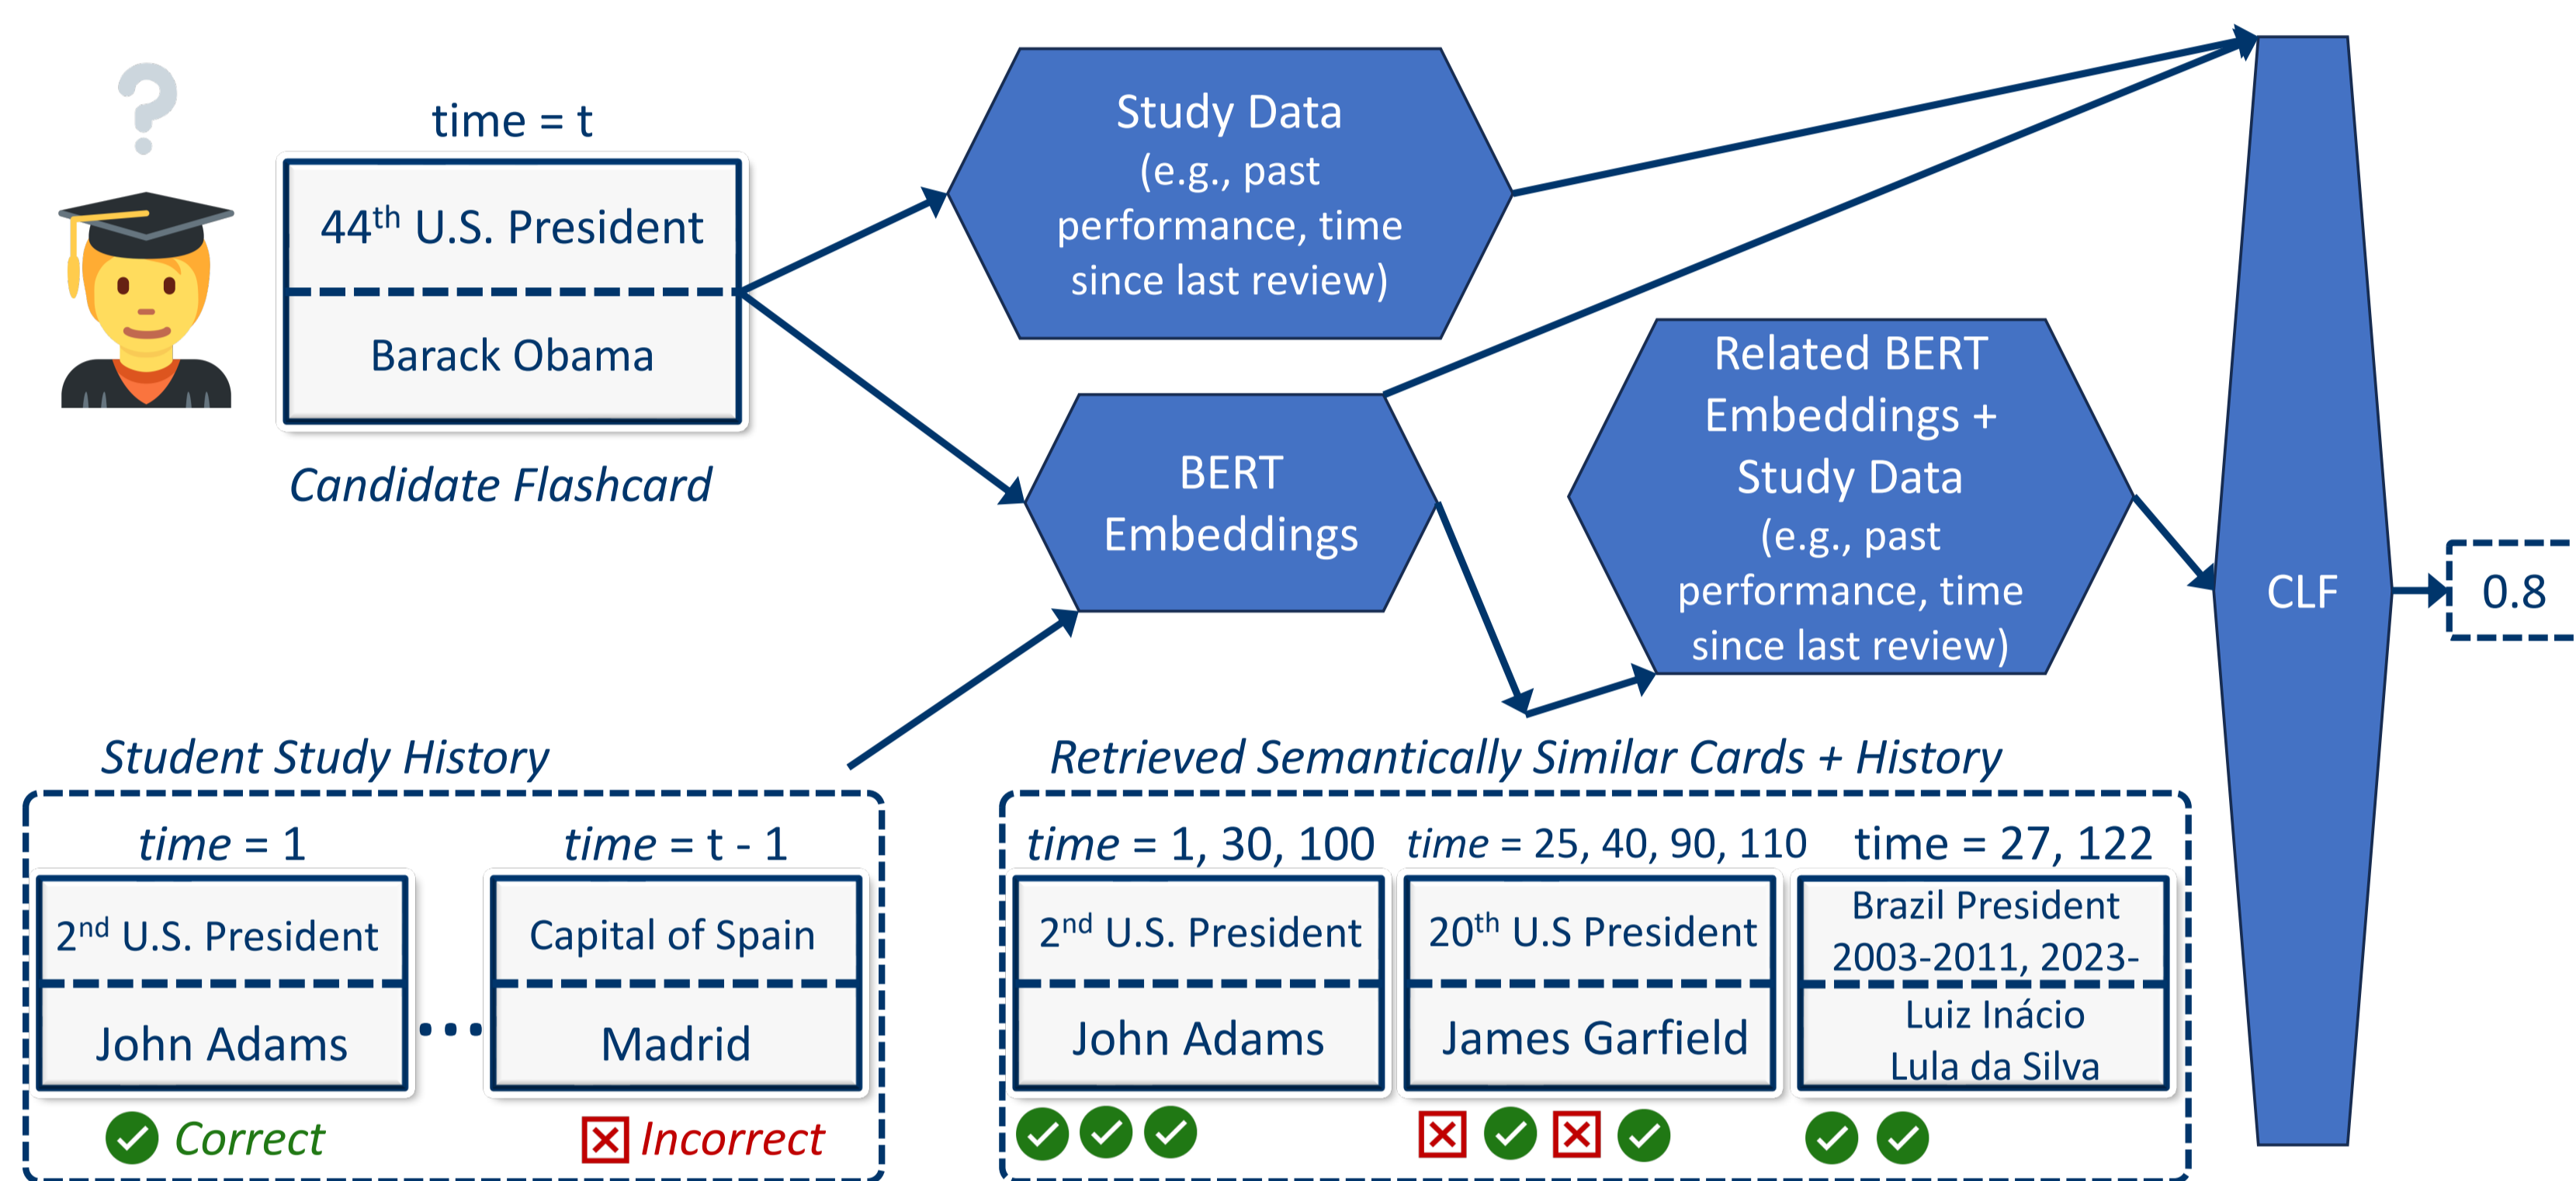 time = t
44th U.S. President
Barack Obama
Candidate Flashcard
Study Data
(e.g., past
performance, time
since last review)
BERT
Embeddings
Related BERT
Embeddings +
Study Data
(e.g., past
performance, time
since last review)
CLF
0.8
Student Study History
time = 1
2nd U.S. President
John Adams
Correct
...
time = t - 1
Capital of Spain
Madrid
Incorrect
Retrieved Semantically Similar Cards + History
time = 1, 30, 100
2nd U.S. President
John Adams
time = 25, 40, 90, 110
20th U.S President
James Garfield
time = 27, 122
Brazil President
2003-2011, 2023-
Luiz Inácio
Lula da Silva